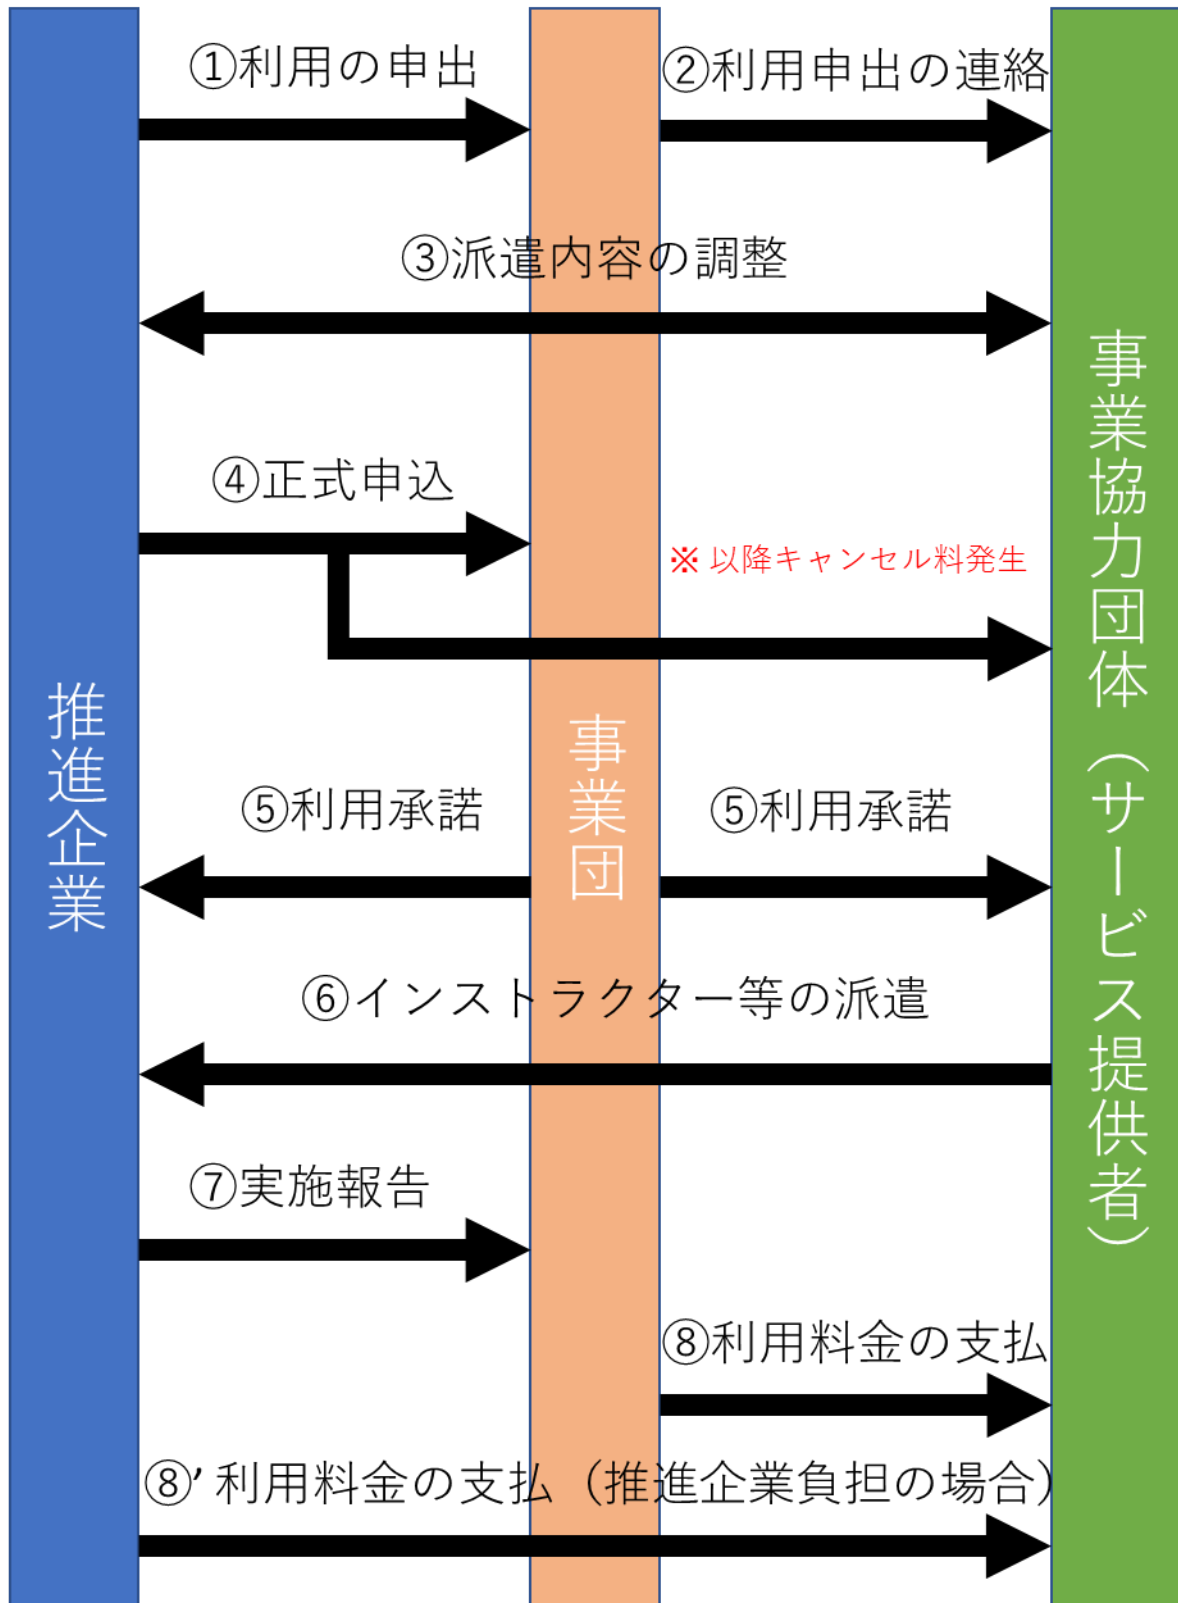 ①利用の申出
②利用申出の連絡
③派遣内容の調整
④正式申込
※ 以降キャンセル料発生
推進企業
事業団
事業協力団体（サービス提供者）
⑤利用承諾
⑤利用承諾
⑥インストラクター等の派遣
⑦実施報告
⑧利用料金の支払
⑧’ 利用料金の支払（推進企業負担の場合）